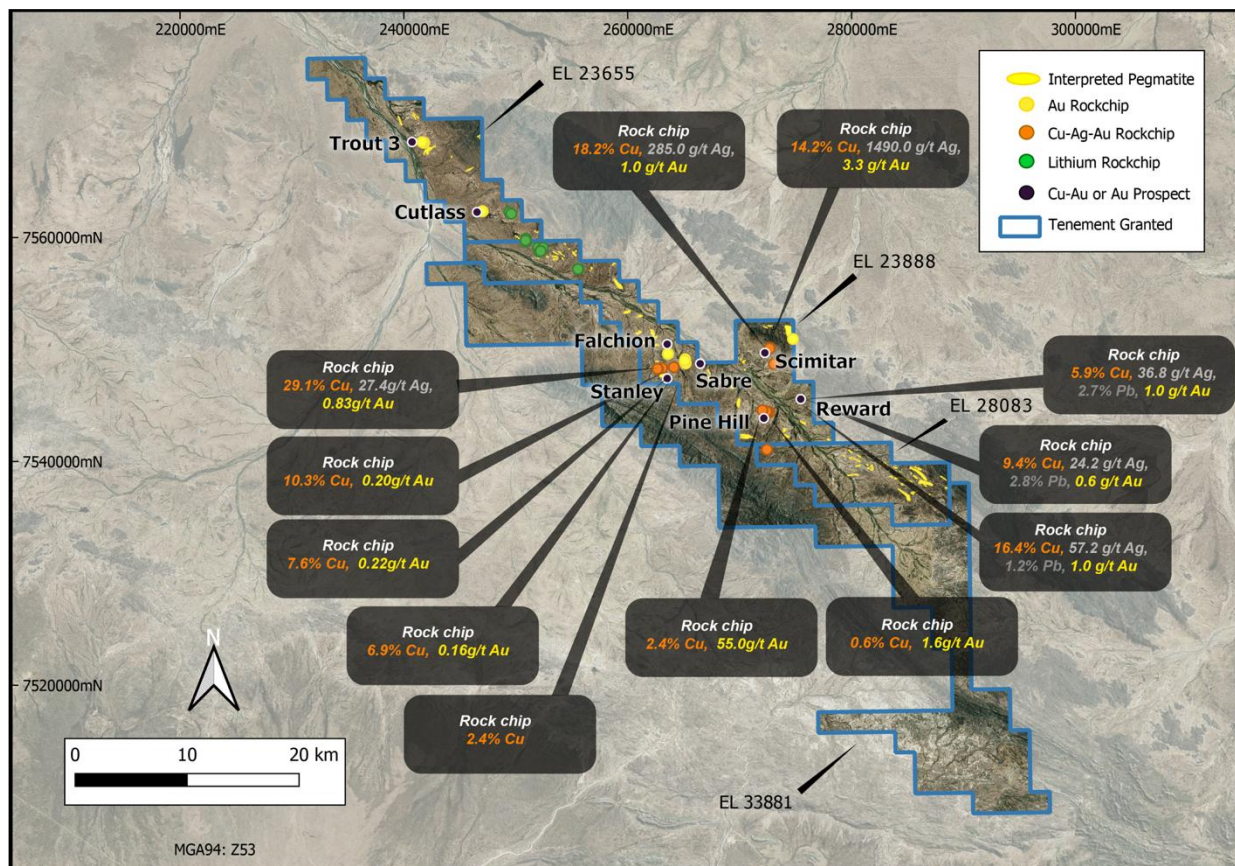 220000mE
240000mE
260000mE
280000mE
300000mE
EL 23655
Interpreted Pegmatite
Au Rockchip
Cu-Ag-Au Rockchip
Lithium Rockchip
Cu-Au or Au Prospect
Tenement Granted
Rock chip
18.2% Cu, 285.0 g/t Ag,
1.0 g/t Au
Rock chip
14.2% Cu, 1490.0 g/t Ag,
3.3 g/t Au
Trout 3
Cutlass
7560000mN
7560000mN
EL 23888
Falchion
Scimitar
Sabre
Stanley
Reward
Pine Hill
Rock chip
29.1% Cu, 27.4g/t Ag,
0.83g/t Au
Rock chip
5.9% Cu, 36.8 g/t Ag,
2.7% Pb, 1.0 g/t Au
EL 28083
Rock chip
10.3% Cu, 0.20g/t Au
7540000mN
7540000mN
Rock chip
9.4% Cu, 24.2 g/t Ag,
2.8% Pb, 0.6 g/t Au
Rock chip
7.6% Cu, 0.22g/t Au
Rock chip
16.4% Cu, 57.2 g/t Ag,
1.2% Pb, 1.0 g/t Au
Rock chip
6.9% Cu, 0.16g/t Au
Rock chip
2.4% Cu, 55.0g/t Au
Rock chip
0.6% Cu, 1.6g/t Au
N
7520000mN
7520000mN
Rock chip
2.4% Cu
0 10 20 km
EL 33881
MGA94: Z53